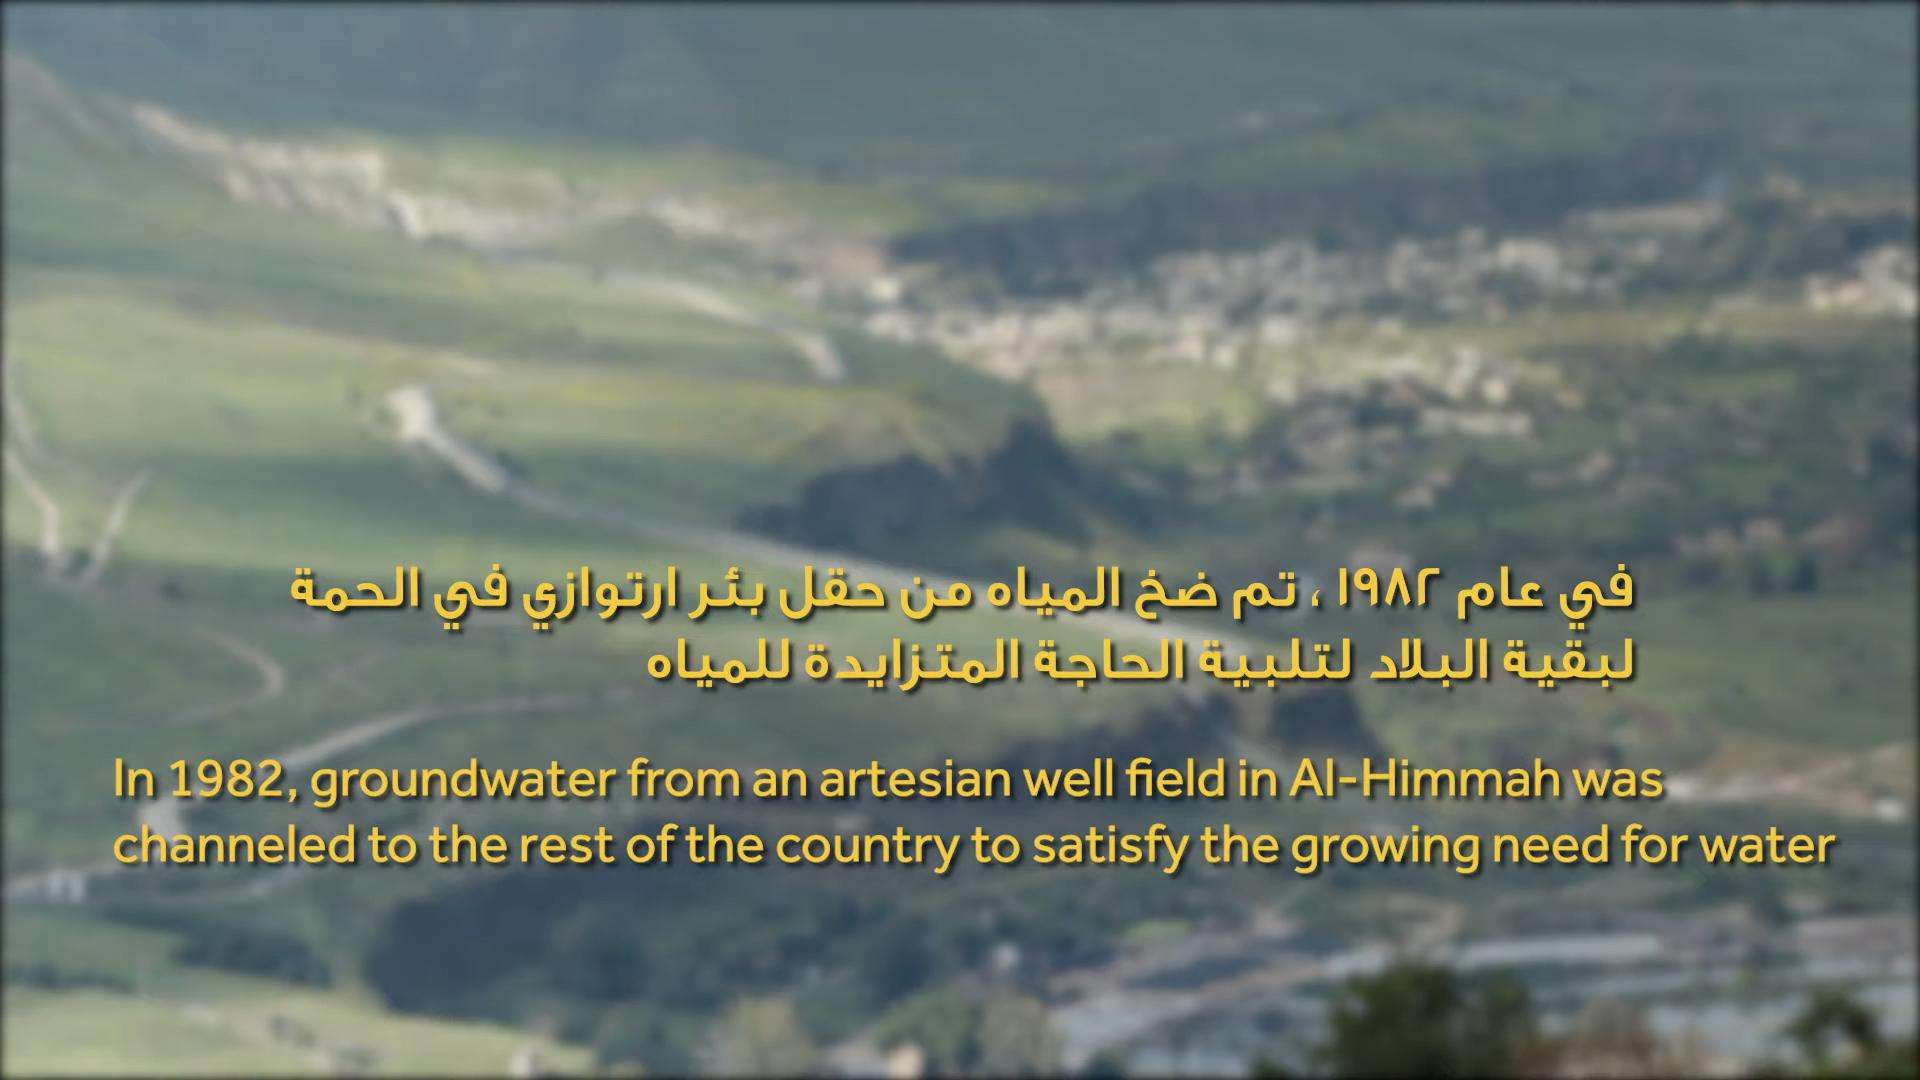 في عام ١٩٨٢ ، تم ضخ المياه من حقل بئر ارتوازي في الحمة
لبقية البلاد لتلبية الحاجة المتزايدة للمياه
In 1982, groundwater from an artesian well field in Al-Himmah was
channeled to the rest of the country to satisfy the growing need for water